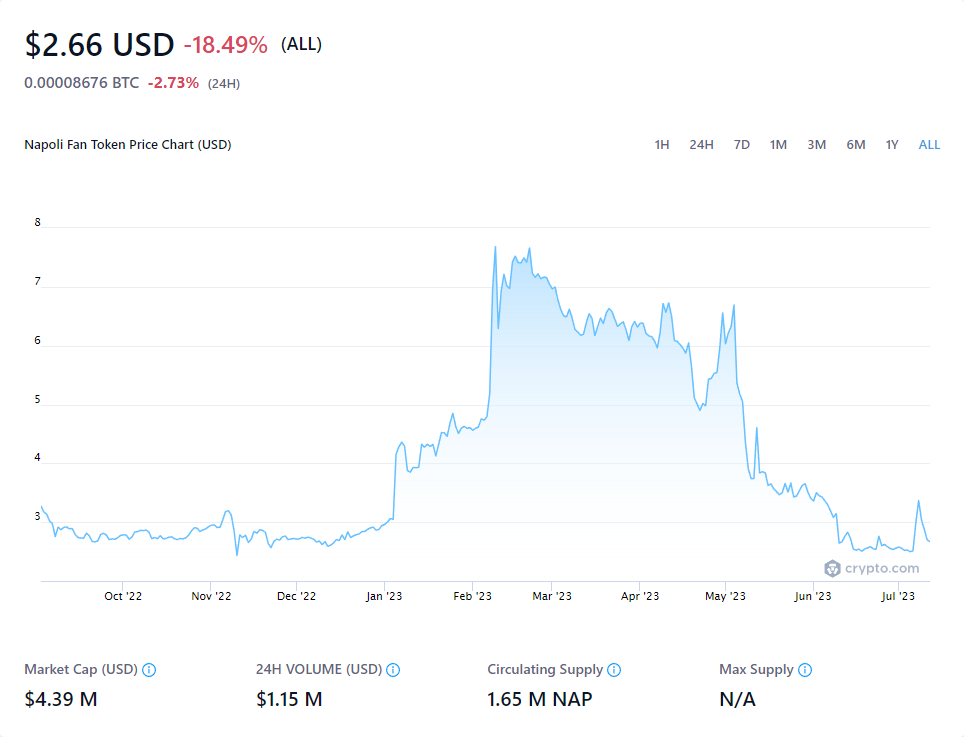 $2.66 USD -18.49% (ALL)
0.00008676 BTC -2.73% (24H)
Napoli Fan Token Price Chart (USD) 1H 24H 7D 1M 3M 6M 1Y ALL
8
7
6
5
4
3
crypto.com
Oct '22 Nov '22 Dec '22 Jan '23 Feb '23 Mar '23 Apr '23 May '23 Jun '23 Jul '23
Market Cap (USD) 24H VOLUME (USD) Circulating Supply Max Supply
$4.39 M $1.15 M 1.65 M NAP N/A